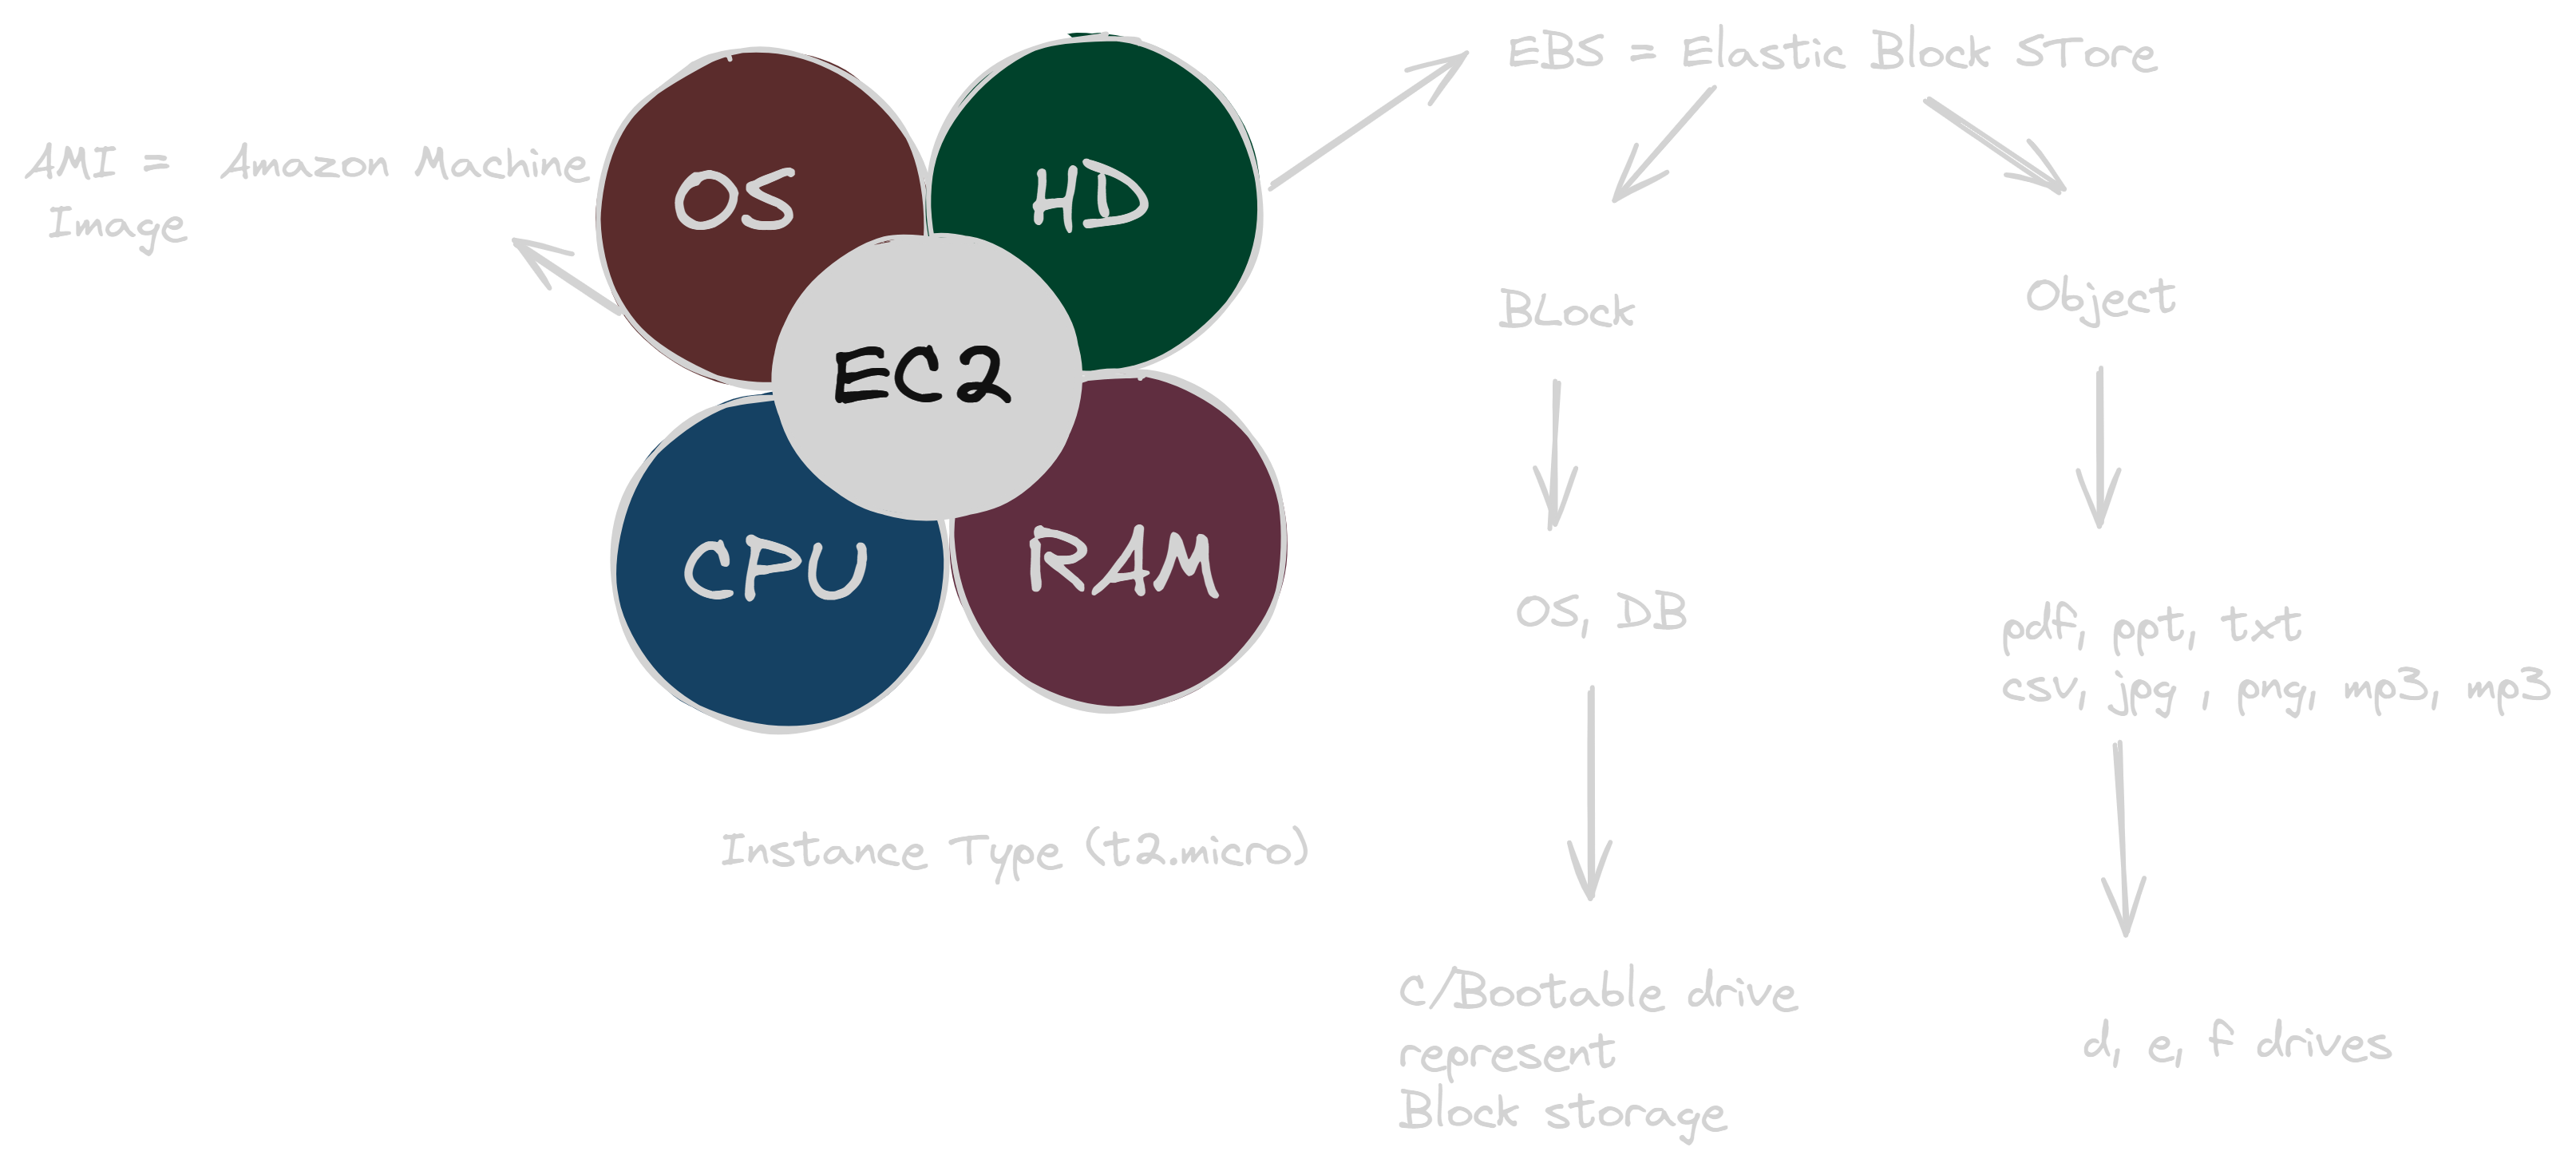 AMI = Amazon Machine
Image
OS
HD
EC2
CPU
RAM
Instance Type (t2.micro)
EBS = Elastic Block STore
BLock
Object
OS, DB
pdf, ppt, txt
csv, jpg , png, mp3, mp3
C/Bootable drive
represent
Block storage
d, e, f drives